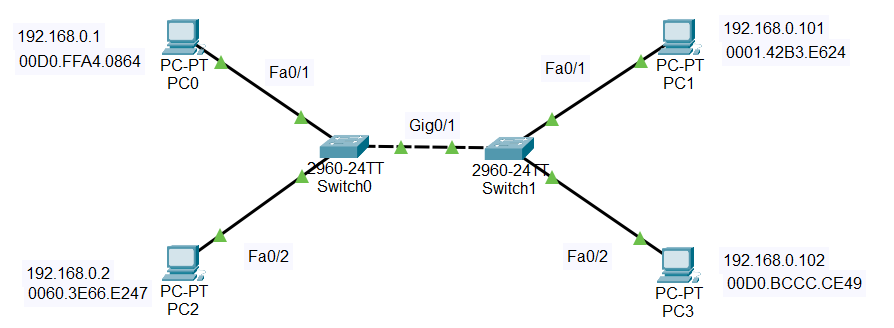 192.168.0.1
00D0.FFA4.0864
PC-PT
PC0
Fa0/1
Gig0/1
Fa0/1
PC-PT
PC1
192.168.0.101
0001.42B3.E624
2960-24TT
Switch0
2960-24TT
Switch1
192.168.0.2
0060.3E66.E247
PC-PT
PC2
Fa0/2
Fa0/2
PC-PT
PC3
192.168.0.102
00D0.BCCC.CE49